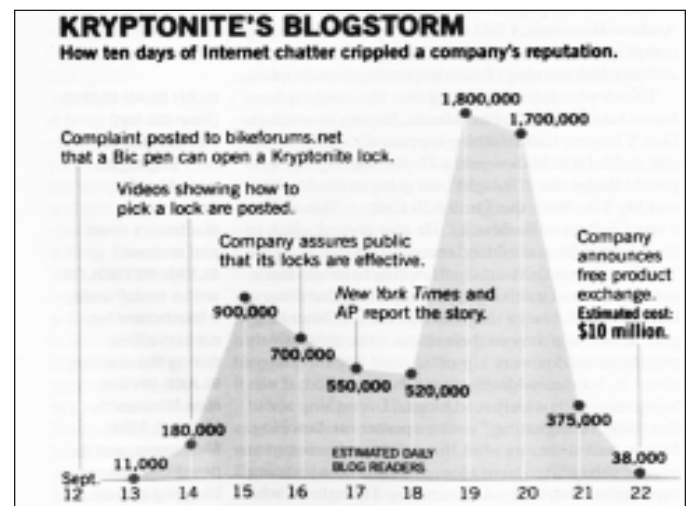 KRYPTONITE'S BLOGSTORM
How ten days of Internet chatter crippled a company's reputation.
1,800,000
1,700,000
Complaint posted to bikeforums.net
that a Bic pen can open a Kryptonite lock.
Videos showing how to
pick a lock are posted.
Company assures public
that its locks are effective.
Company
announces
free product
exchange.
Estimated cost:
$10 million.
New York Times and
AP report the story.
900,000
700,000
550,000
520,000
375,000
180,000
11,000
38,000
ESTIMATED DAILY
BLOG READERS
Sept.
12 13 14 15 16 17 18 19 20 21 22